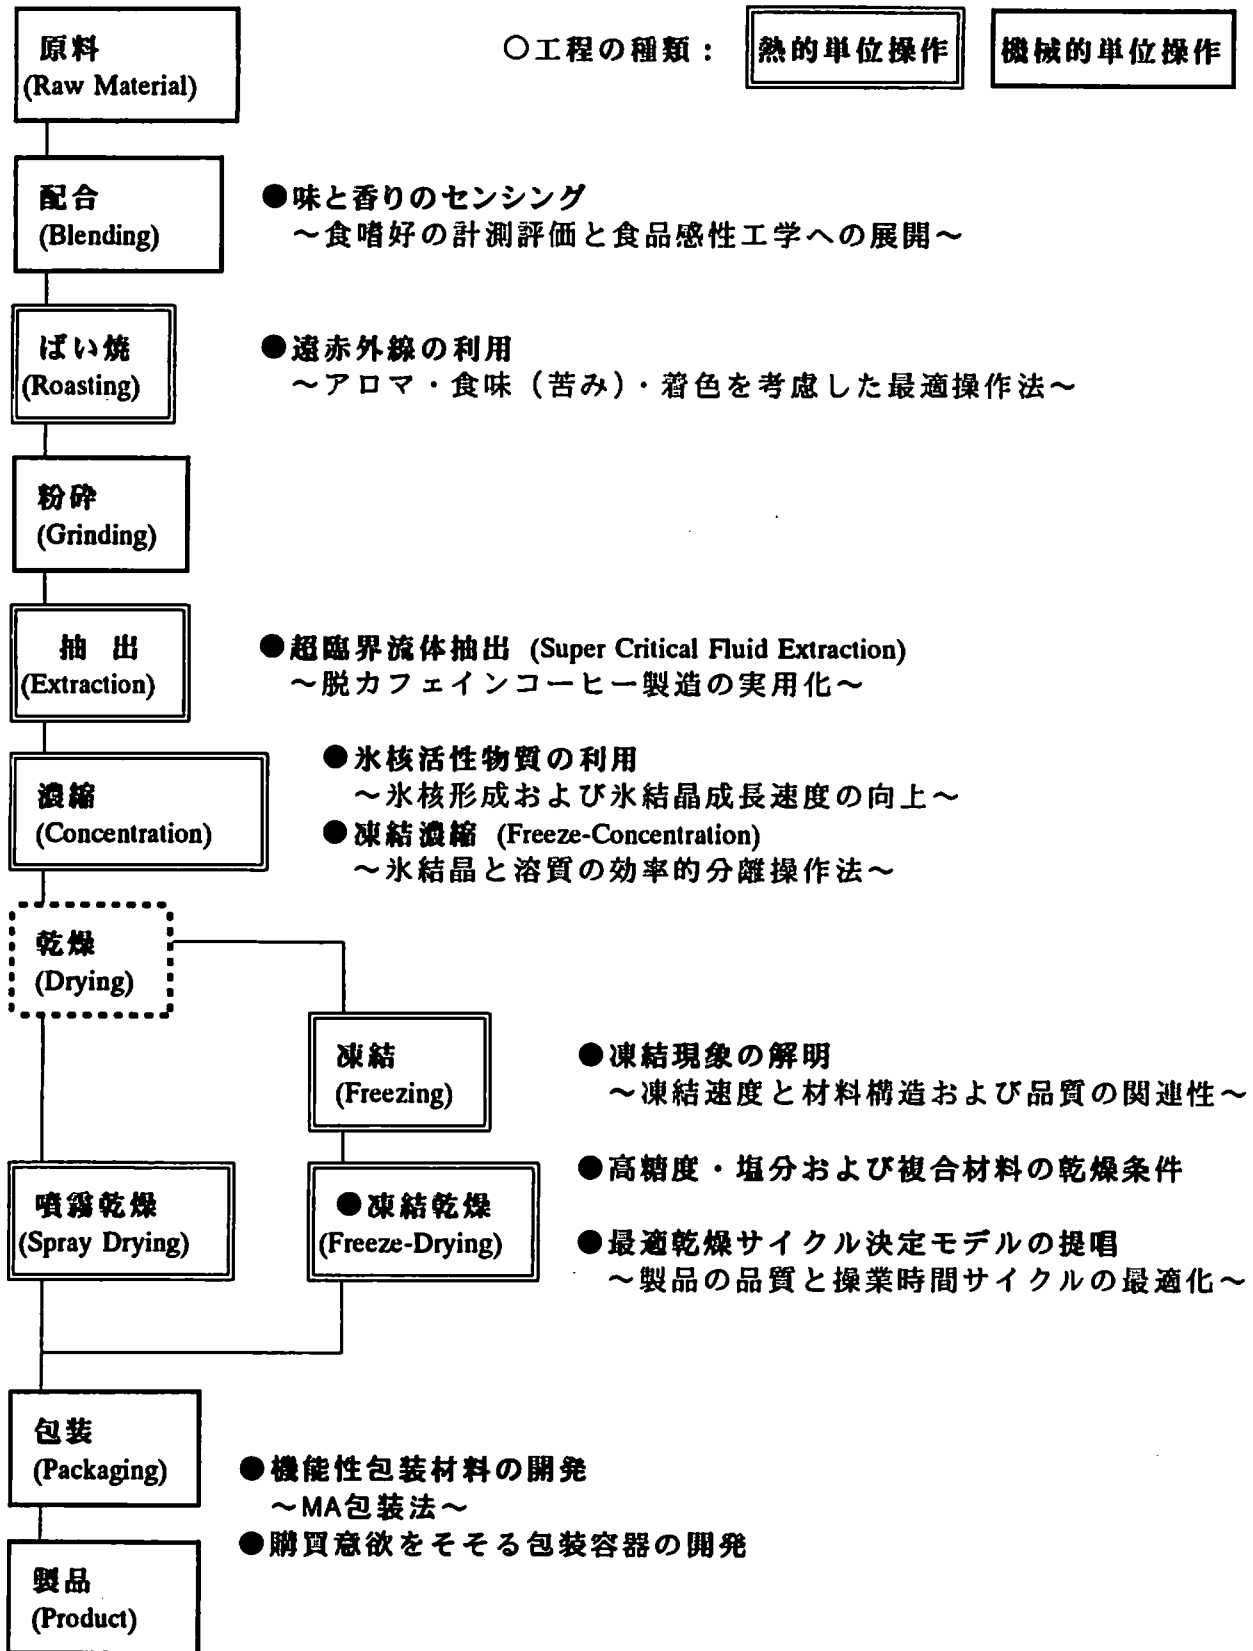 原料
(Raw Material)
○工程の種類： 熱的単位操作 機械的単位操作
配合
(Blending)
●味と香りのセンシング
～食嗜好の計測評価と食品感性工学への展開～
ばい焼
(Roasting)
●遠赤外線の利用
～アロマ・食味（苦み）・着色を考慮した最適操作法～
粉砕
(Grinding)
抽出
(Extraction)
●超臨界流体抽出 (Super Critical Fluid Extraction)
～脱カフェインコーヒー製造の実用化～
濃縮
(Concentration)
●氷核活性物質の利用
～氷核形成および氷結晶成長速度の向上～
●凍結濃縮 (Freeze-Concentration)
～氷結晶と溶質の効率的分離操作法～
乾燥
(Drying)
凍結
(Freezing)
●凍結現象の解明
～凍結速度と材料構造および品質の関連性～
噴霧乾燥
(Spray Drying)
●凍結乾燥
(Freeze-Drying)
●高糖度・塩分および複合材料の乾燥条件
●最適乾燥サイクル決定モデルの提唱
～製品の品質と操業時間サイクルの最適化～
包装
(Packaging)
●機能性包装材料の開発
～MA包装法～
●購買意欲をそそる包装容器の開発
製品
(Product)